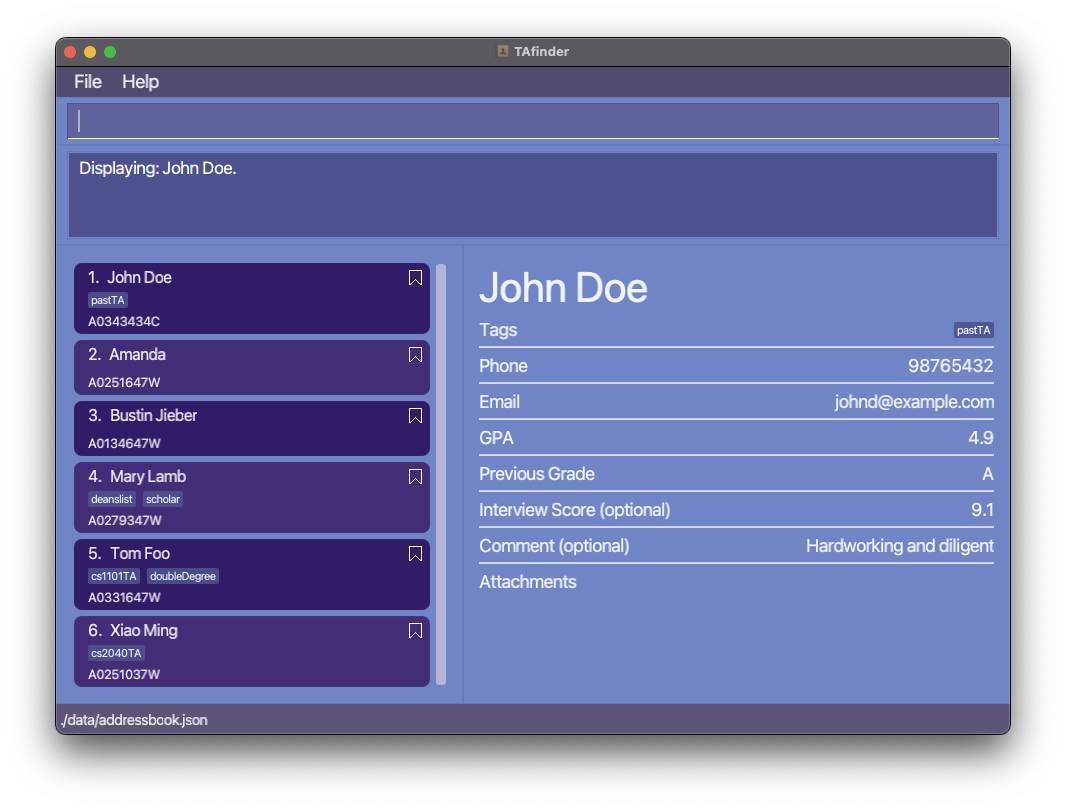 TAfinder
File Help
Displaying: John Doe.
1. John Doe
pastTA
A0343434C
2. Amanda
A0251647W
3. Bustin Jieber
A0134647W
4. Mary Lamb
deanslist scholar
A0279347W
5. Tom Foo
cs1101TA doubleDegree
A0331647W
6. Xiao Ming
cs2040TA
A0251037W
John Doe
Tags pastTA
Phone 98765432
Email johnd@example.com
GPA 4.9
Previous Grade A
Interview Score (optional) 9.1
Comment (optional) Hardworking and diligent
Attachments
./data/addressbook.json